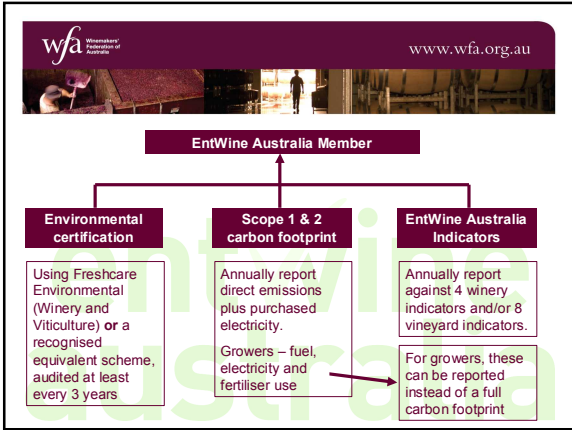 wfa
Winemakers'
Federation of
Australia
www.wfa.org.au
EntWine Australia Member
Environmental
certification
Scope 1 & 2
carbon footprint
EntWine Australia
Indicators
Using Freshcare
Environmental
(Winery and
Viticulture) or a
recognised
equivalent scheme,
audited at least
every 3 years
Annually report
direct emissions
plus purchased
electricity.
Growers – fuel,
electricity and
fertiliser use
Annually report
against 4 winery
indicators and/or 8
vineyard indicators.
For growers, these
can be reported
instead of a full
carbon footprint
entwine
australia